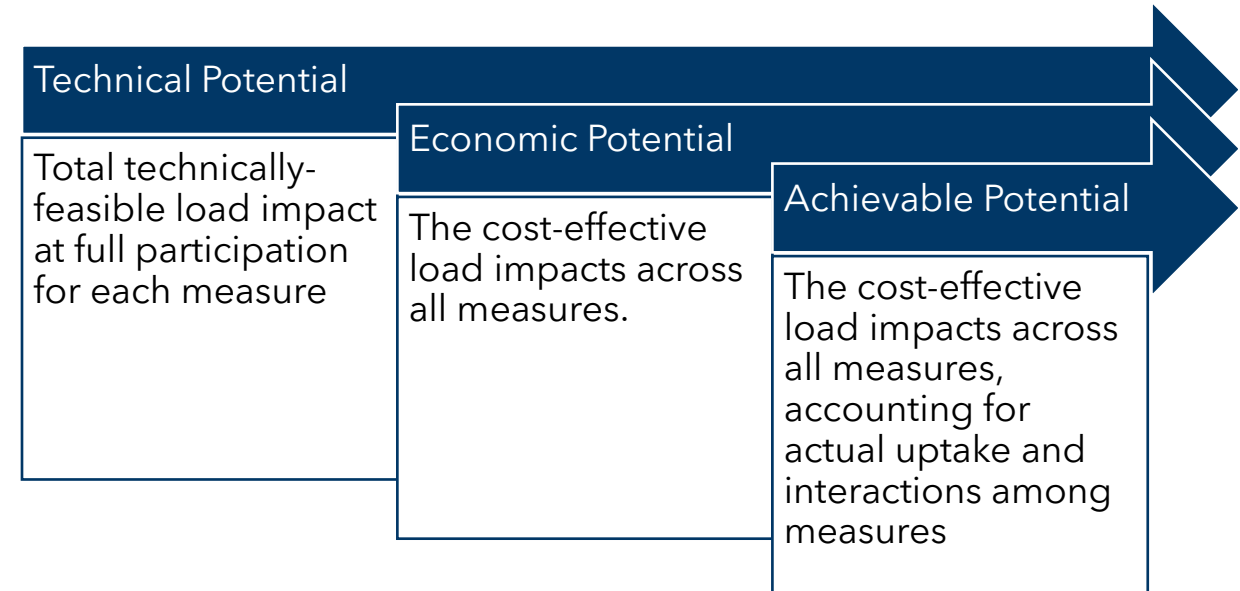 Technical Potential
Total technically-
feasible load impact
at full participation
for each measure
Economic Potential
The cost-effective
load impacts across
all measures.
Achievable Potential
The cost-effective
load impacts across
all measures,
accounting for
actual uptake and
interactions among
measures